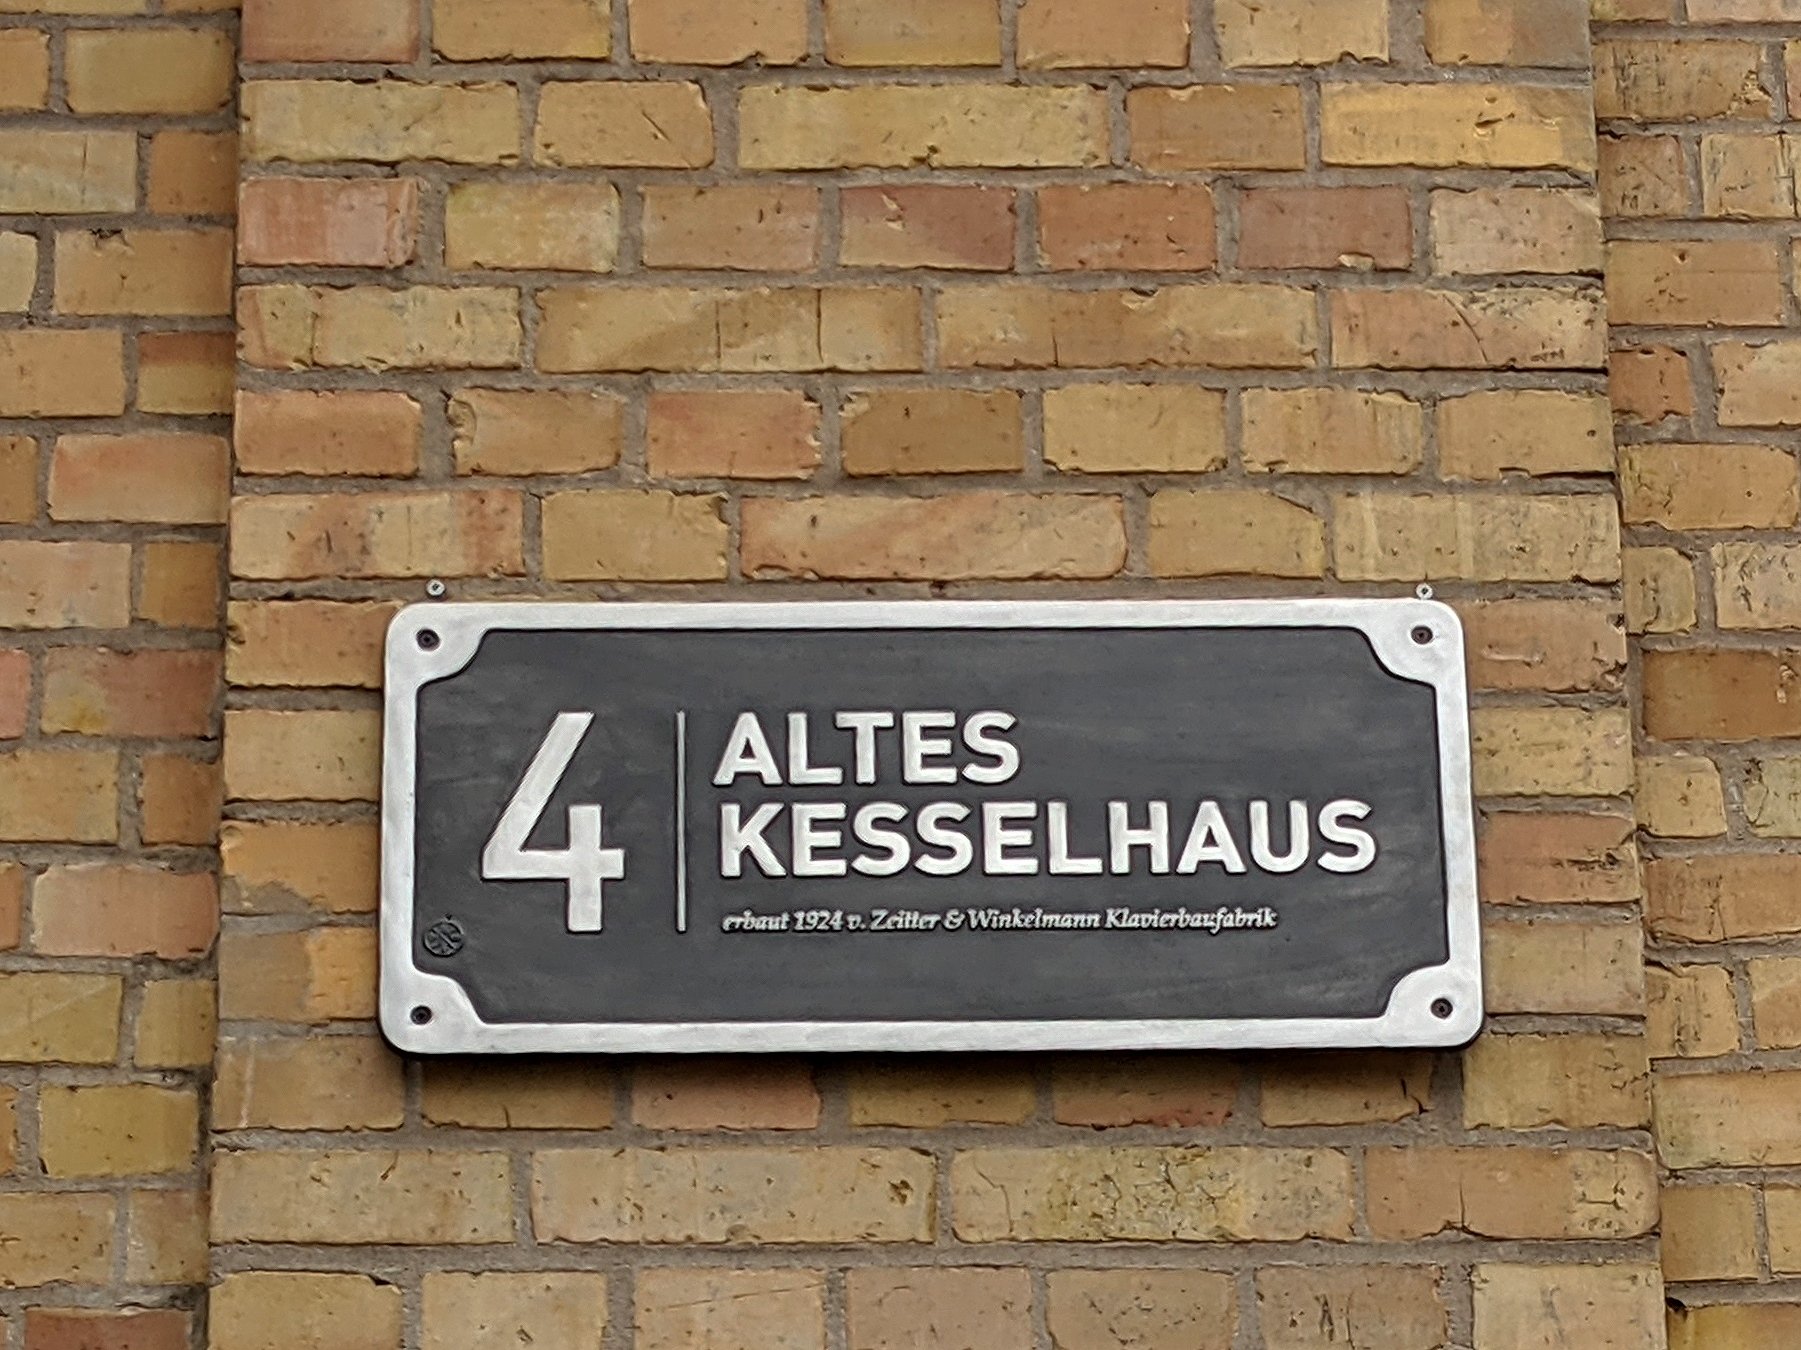 4
ALTES
KESSELHAUS
erbaut 1924 v. Zeitter & Winkelmann Klavierbaufabrik